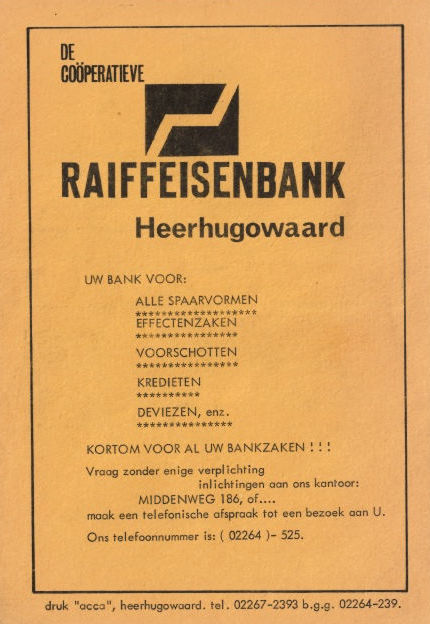 DE
COÖPERATIEVE
RAIFFEISENBANK
Heerhugowaard
UW BANK VOOR:
ALLE SPAARVORMEN
*******************
EFFECTENZAKEN
****************
VOORSCHOTTEN
****************
KREDIETEN
**********
DEVIEZEN, enz.
***************
KORTOM VOOR AL UW BANKZAKEN ! ! !
Vraag zonder enige verplichting
inlichtingen aan ons kantoor:
MIDDENWEG 186, of....
maak een telefonische afspraak tot een bezoek aan U.
Ons telefoonnummer is: ( 02264 )- 525.
druk "acca", heerhugowaard. tel. 02267-2393 b.g.g. 02264-239.